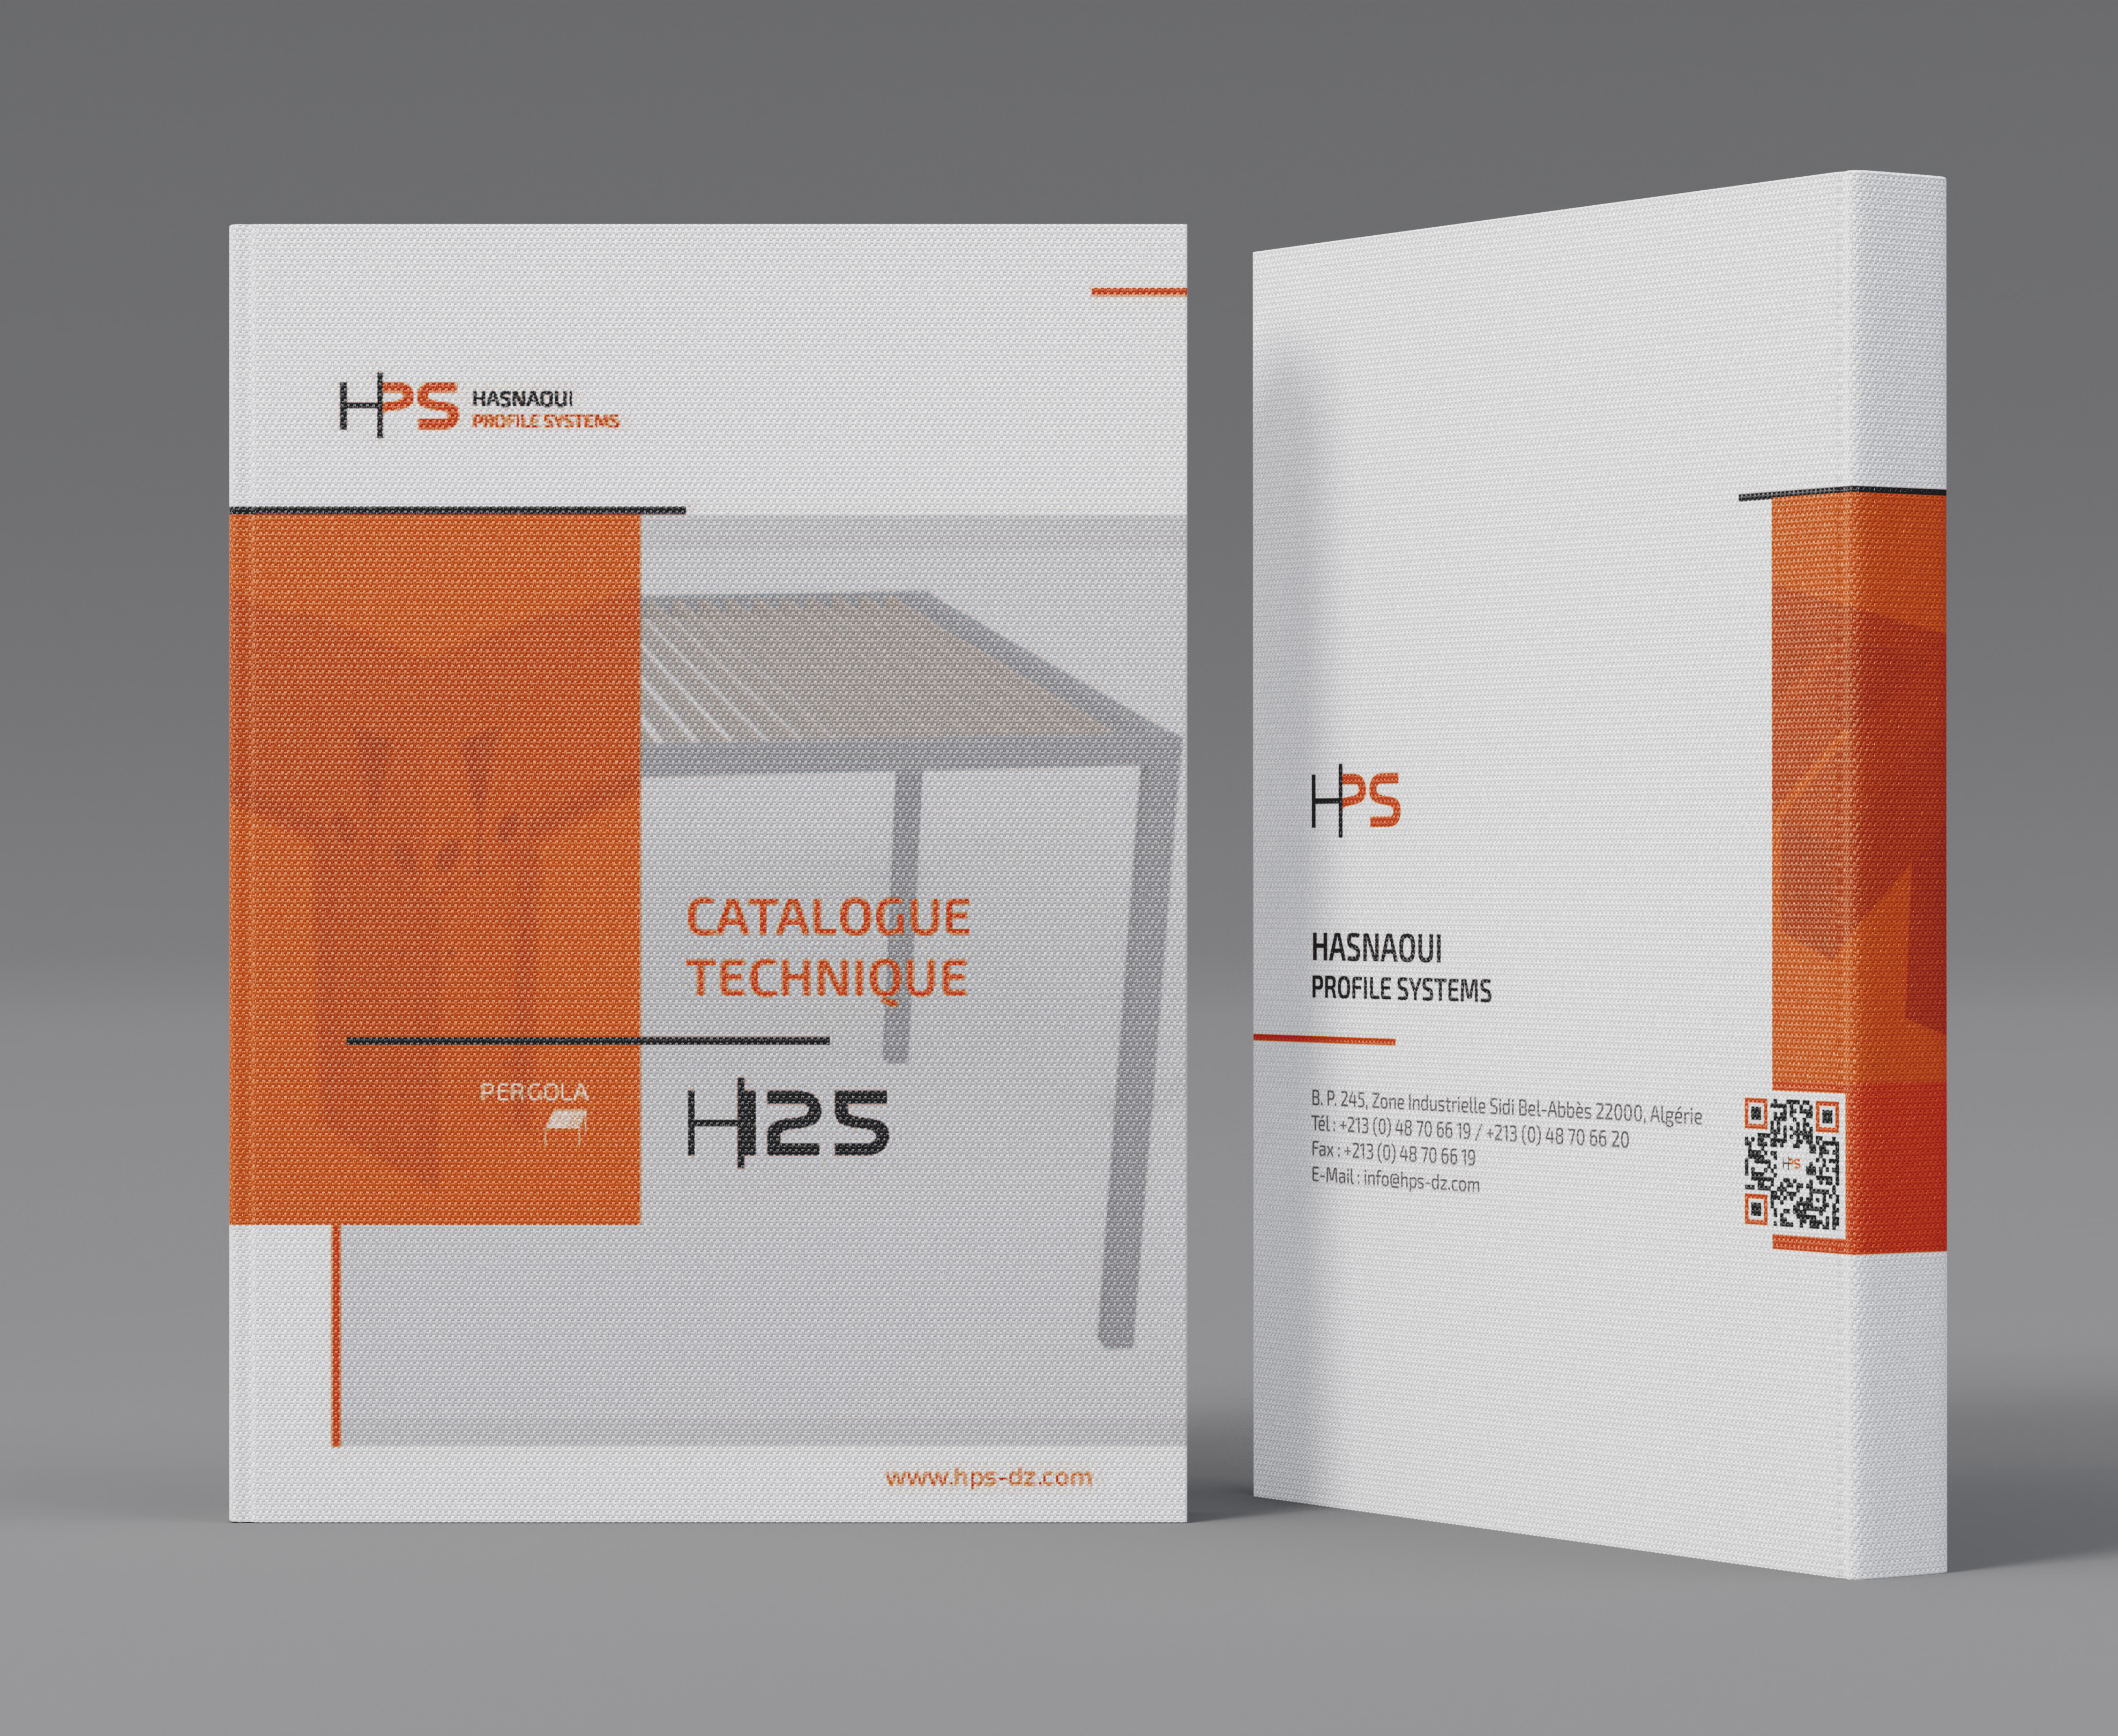 HPS
HASNAOUI
PROFILE SYSTEMS
CATALOGUE
TECHNIQUE
PERGOLA
H125
www.hps-dz.com
HPS
HASNAOUI
PROFILE SYSTEMS
B. P. 245, Zone Industrielle Sidi Bel-Abbès 22000, Algérie
Tél : +213 (0) 48 70 66 19 / +213 (0) 48 70 66 20
Fax : +213 (0) 48 70 66 19
E-Mail : info@hps-dz.com
HPS